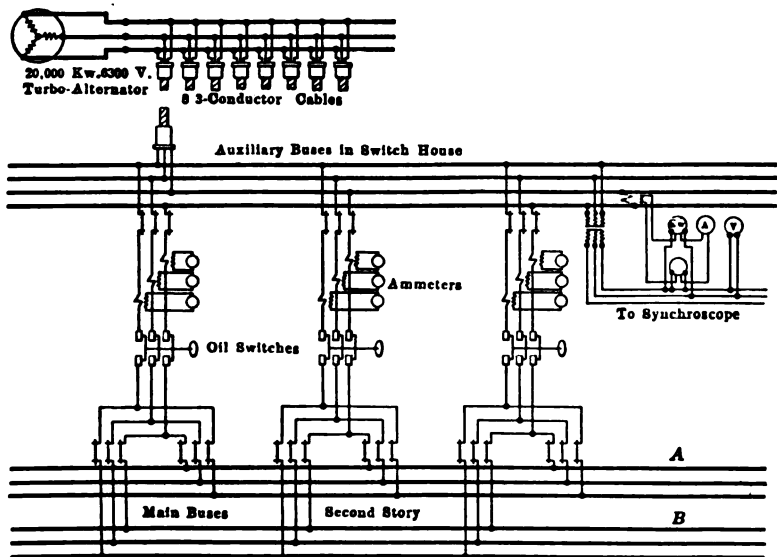 20,000 Kw.6300 V.
Turbo-Alternator
8 3-Conductor Cables
Auxiliary Buses in Switch House
A
V
Ammeters
To Synchroscope
Oil Switches
A
Main Buses
Second Story
B